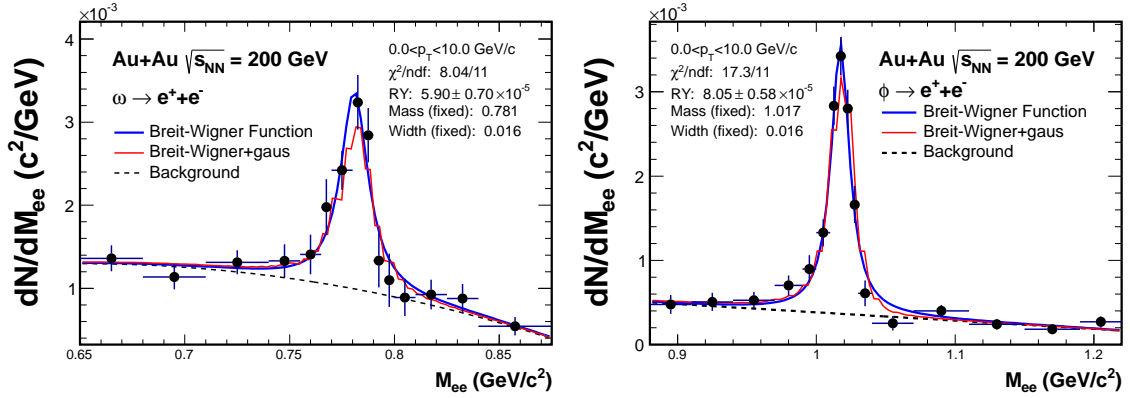 ×10⁻³
Au+Au √s_NN = 200 GeV
ω → e⁺+e⁻
Breit-Wigner Function
Breit-Wigner+gaus
Background
0.0<p_T<10.0 GeV/c
χ²/ndf: 8.04/11
RY: 5.90 ± 0.70 ×10⁻⁵
Mass (fixed): 0.781
Width (fixed): 0.016
dN/dM_ee (c²/GeV)
4
3
2
1
0.65 0.7 0.75 0.8 0.85
M_ee (GeV/c²)
×10⁻³
0.0<p_T<10.0 GeV/c
χ²/ndf: 17.3/11
RY: 8.05 ± 0.58 ×10⁻⁵
Mass (fixed): 1.017
Width (fixed): 0.016
Au+Au √s_NN = 200 GeV
ϕ → e⁺+e⁻
Breit-Wigner Function
Breit-Wigner+gaus
Background
dN/dM_ee (c²/GeV)
3
2
1
0
0.9 1 1.1 1.2
M_ee (GeV/c²)